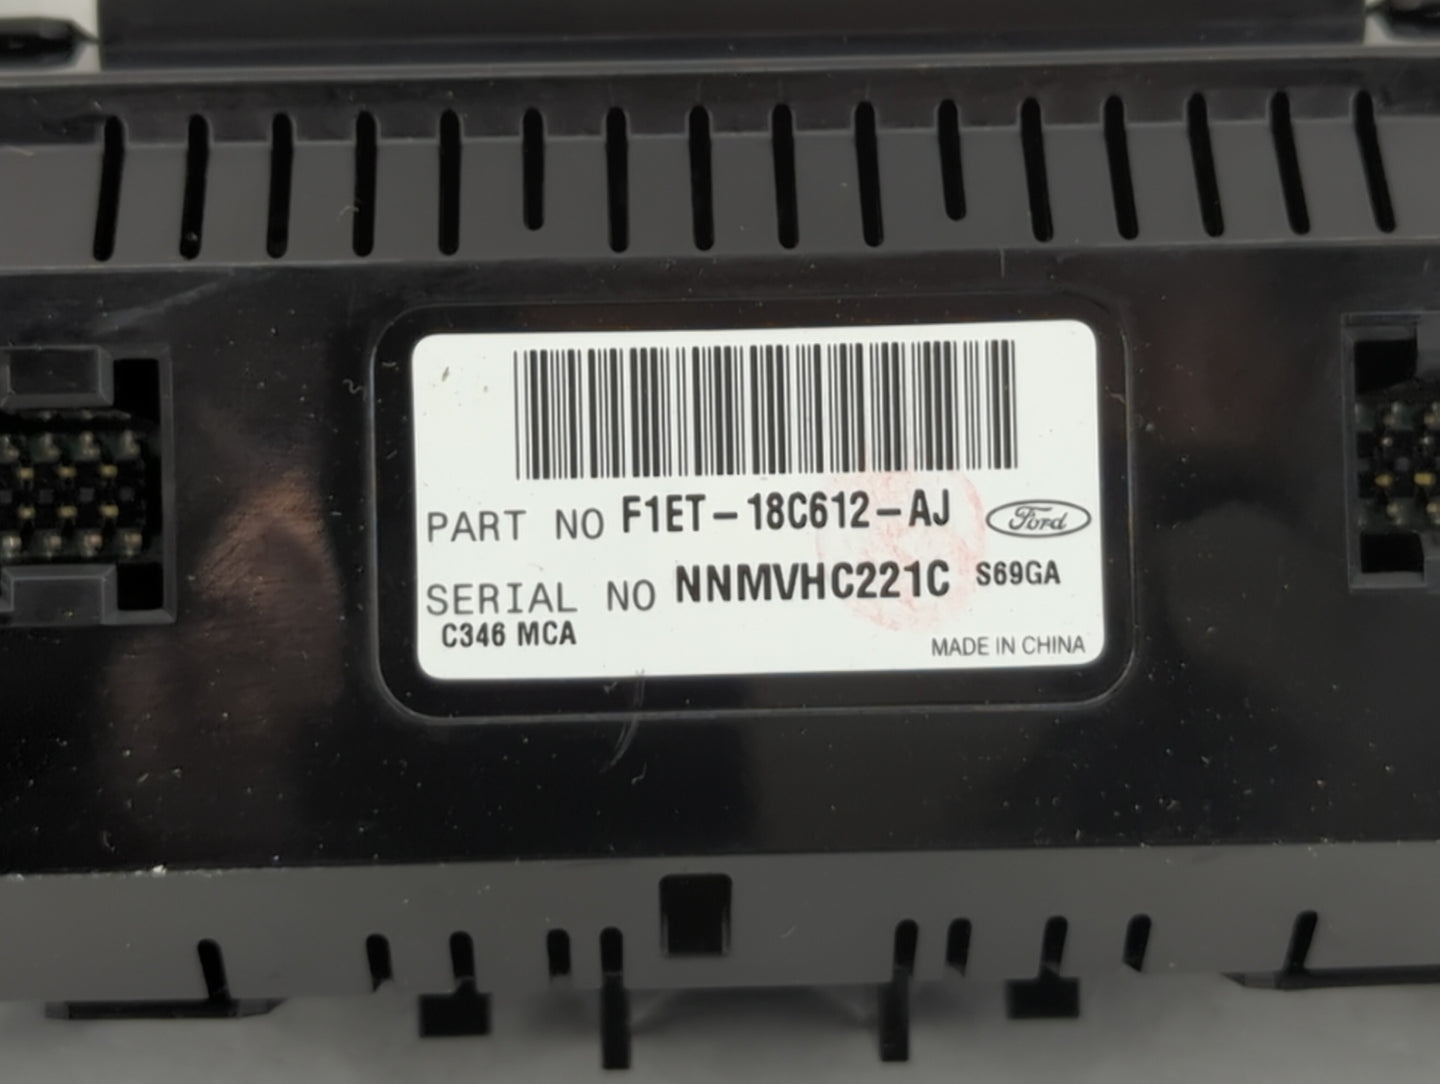 PART NO F1ET-18C612-AJ Ford
SERIAL NO NNMVHC221C S69GA
C346 MCA
MADE IN CHINA